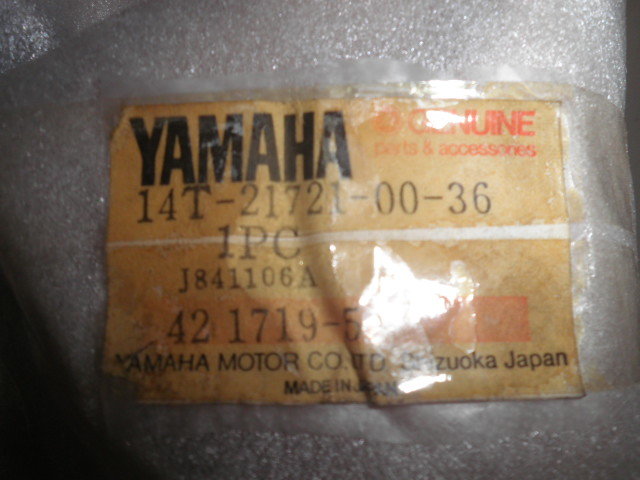 YAMAHA GENUINE
parts & accessories
14T-21721-00-36
1PC
J841106A
42 1719-5
YAMAHA MOTOR CO.LTD. Shizuoka Japan
MADE IN JAPAN